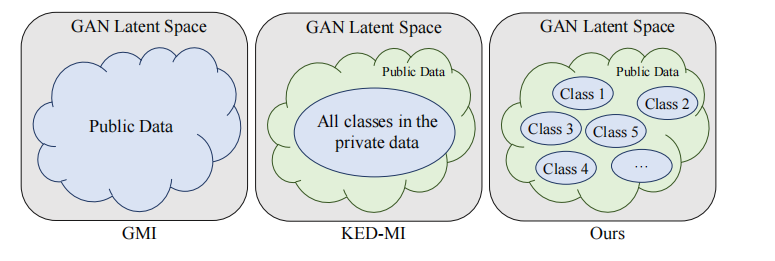 GAN Latent Space
Public Data
GMI
GAN Latent Space
Public Data
All classes in the
private data
KED-MI
GAN Latent Space
Public Data
Class 1
Class 2
Class 3
Class 5
Class 4
...
Ours